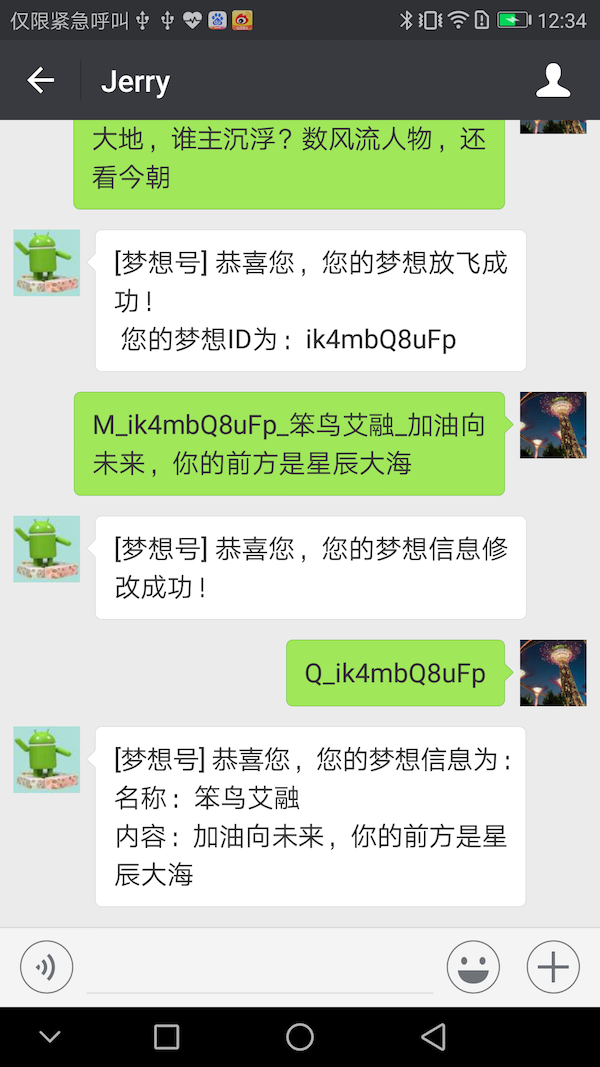 仅限紧急呼叫
12:34
Jerry
大地，谁主沉浮？数风流人物，还
看今朝
[梦想号] 恭喜您，您的梦想放飞成
功！
您的梦想ID为：ik4mbQ8uFp
M_ik4mbQ8uFp_笨鸟艾融_加油向
未来，你的前方是星辰大海
[梦想号] 恭喜您，您的梦想信息修
改成功！
Q_ik4mbQ8uFp
[梦想号] 恭喜您，您的梦想信息为：
名称：笨鸟艾融
内容：加油向未来，你的前方是星
辰大海